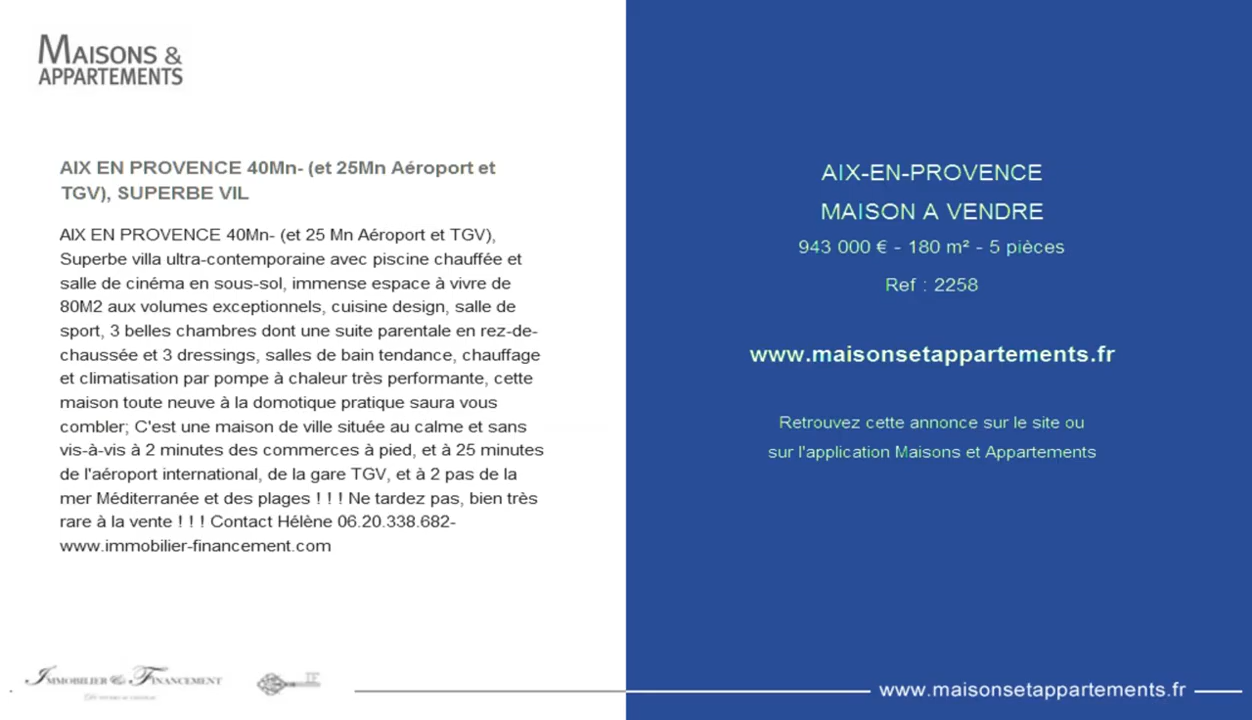 MAISONS &
APPARTEMENTS
AIX EN PROVENCE 40Mn- (et 25Mn Aéroport et
TGV), SUPERBE VIL
AIX EN PROVENCE 40Mn- (et 25 Mn Aéroport et TGV),
Superbe villa ultra-contemporaine avec piscine chauffée et
salle de cinéma en sous-sol, immense espace à vivre de
80M2 aux volumes exceptionnels, cuisine design, salle de
sport, 3 belles chambres dont une suite parentale en rez-de-
chaussée et 3 dressings, salles de bain tendance, chauffage
et climatisation par pompe à chaleur très performante, cette
maison toute neuve à la domotique pratique saura vous
combler; C'est une maison de ville située au calme et sans
vis-à-vis à 2 minutes des commerces à pied, et à 25 minutes
de l'aéroport international, de la gare TGV, et à 2 pas de la
mer Méditerranée et des plages ! ! ! Ne tardez pas, bien très
rare à la vente ! ! ! Contact Hélène 06.20.338.682-
www.immobilier-financement.com
IMMOBILIER & FINANCEMENT
IF
AIX-EN-PROVENCE
MAISON A VENDRE
943 000 € - 180 m² - 5 pièces
Ref : 2258
www.maisonsetappartements.fr
Retrouvez cette annonce sur le site ou
sur l'application Maisons et Appartements
www.maisonsetappartements.fr